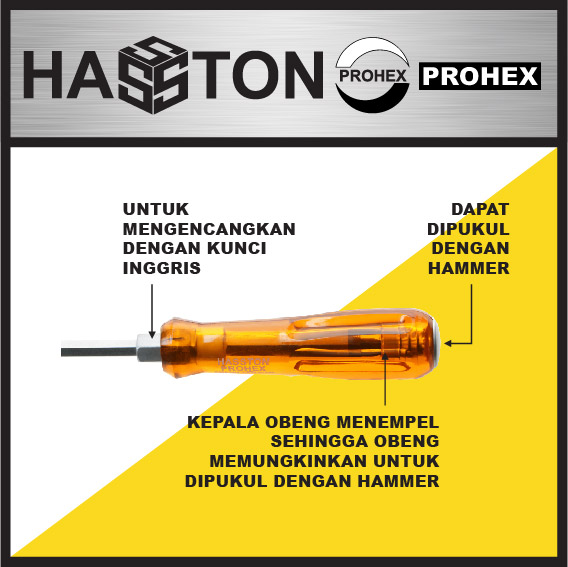 HASSTON
PROHEX
PROHEX
UNTUK
MENGENCANGKAN
DENGAN KUNCI
INGGRIS
DAPAT
DIPUKUL
DENGAN
HAMMER
HASSTON
PROHEX
KEPALA OBENG MENEMPEL
SEHINGGA OBENG
MEMUNGKINKAN UNTUK
DIPUKUL DENGAN HAMMER